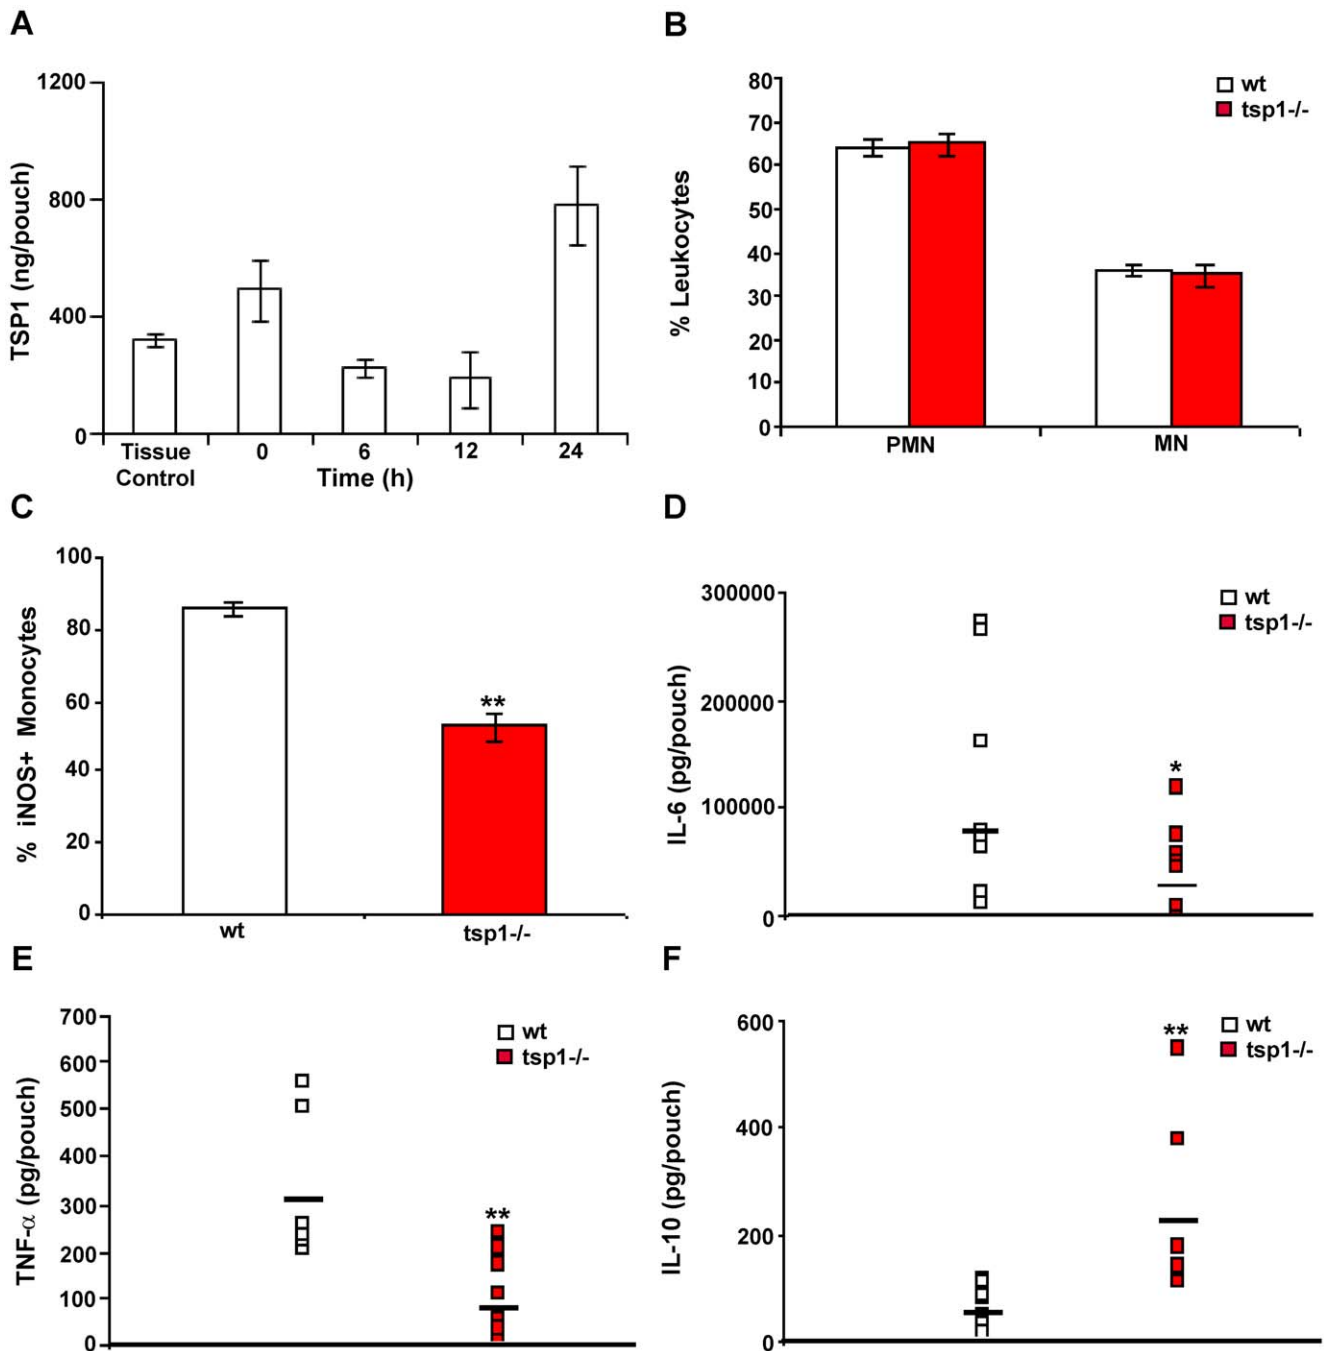 A
TSP1 (ng/pouch)
1200
800
400
0
Tissue Control
0
6
12
24
Time (h)
B
% Leukocytes
80
70
60
50
40
30
20
10
0
PMN
MN
wt
tsp1-/-
C
% iNOS+ Monocytes
100
80
60
40
20
0
**
wt
tsp1-/-
D
IL-6 (pg/pouch)
300000
200000
100000
0
*
wt
tsp1-/-
E
TNF-α (pg/pouch)
700
600
500
400
300
200
100
0
**
wt
tsp1-/-
F
IL-10 (pg/pouch)
600
400
200
0
**
wt
tsp1-/-